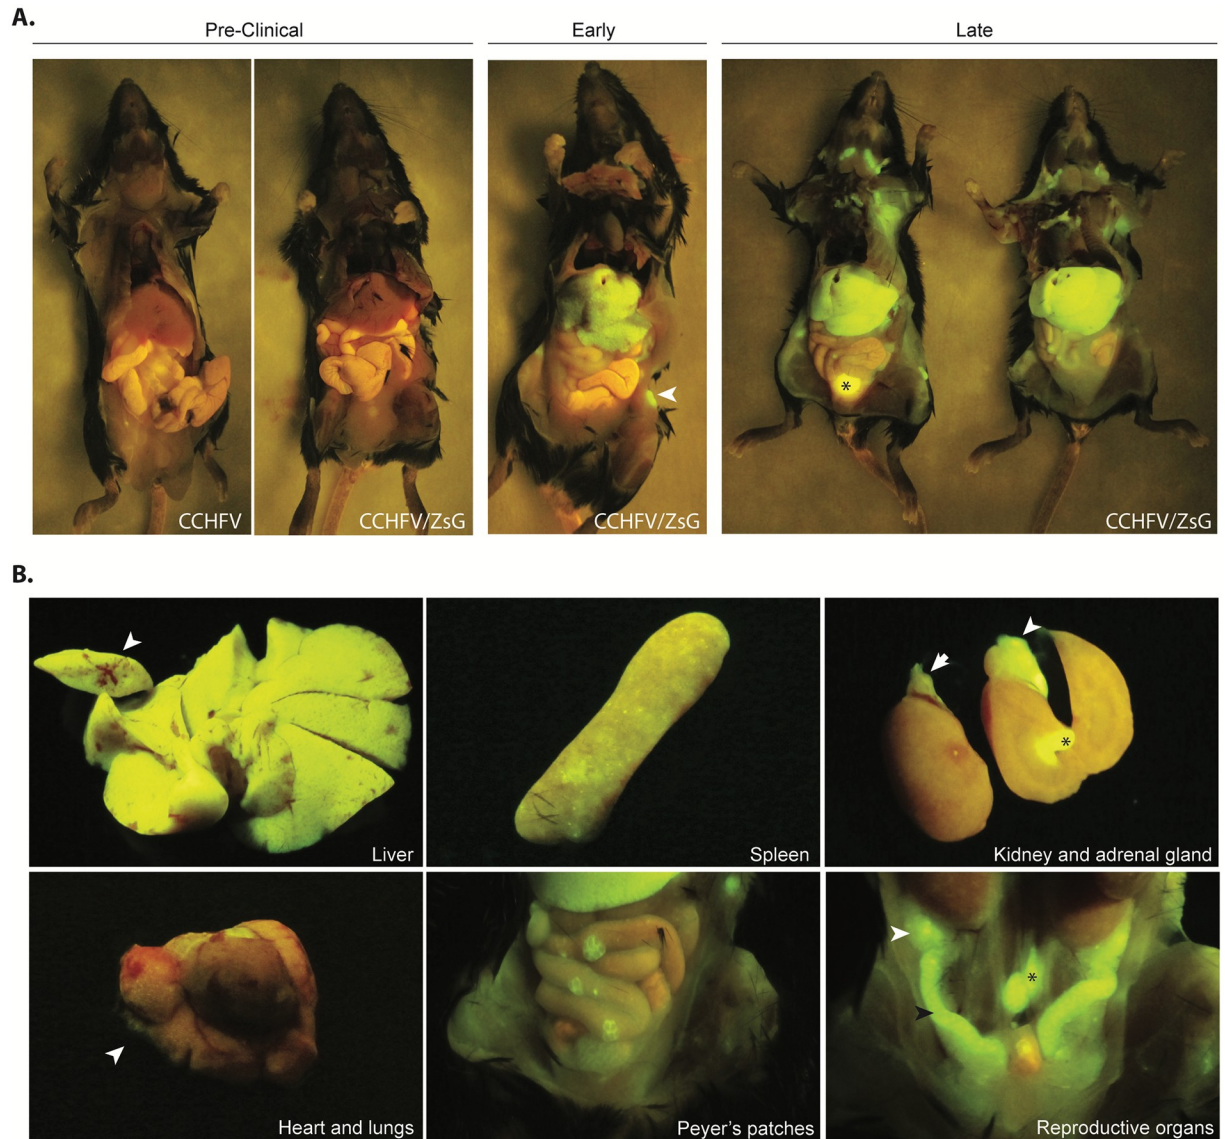 A.
Pre-Clinical
Early
Late
CCHFV
CCHFV/ZsG
CCHFV/ZsG
*
CCHFV/ZsG
B.
*
Liver
Spleen
Kidney and adrenal gland
*
Heart and lungs
Peyer's patches
Reproductive organs